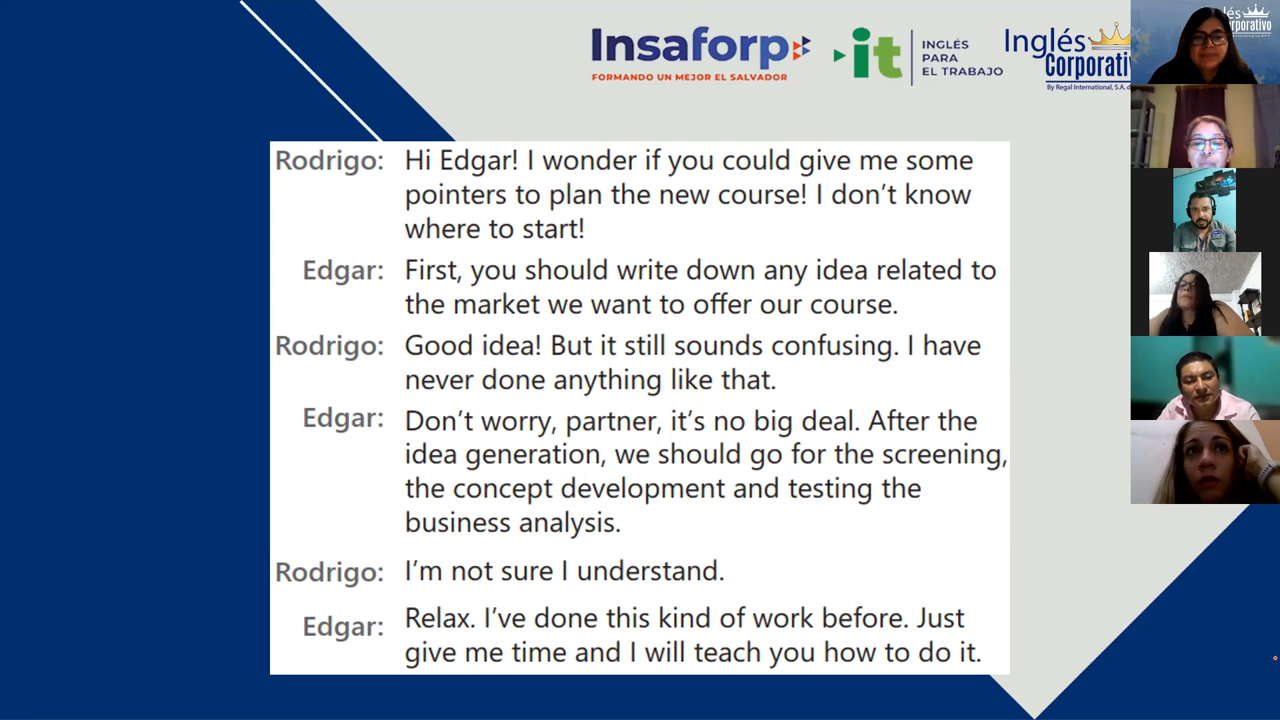 Insaforp
FORMANDO UN MEJOR EL SALVADOR
it
INGLÉS
PARA
EL TRABAJO
Inglés
Corporativ
By Regal International, S.A. d
Rodrigo: Hi Edgar! I wonder if you could give me some
pointers to plan the new course! I don't know
where to start!
Edgar: First, you should write down any idea related to
the market we want to offer our course.
Rodrigo: Good idea! But it still sounds confusing. I have
never done anything like that.
Edgar: Don't worry, partner, it's no big deal. After the
idea generation, we should go for the screening,
the concept development and testing the
business analysis.
Rodrigo: I'm not sure I understand.
Edgar: Relax. I've done this kind of work before. Just
give me time and I will teach you how to do it.
lés
rporativo